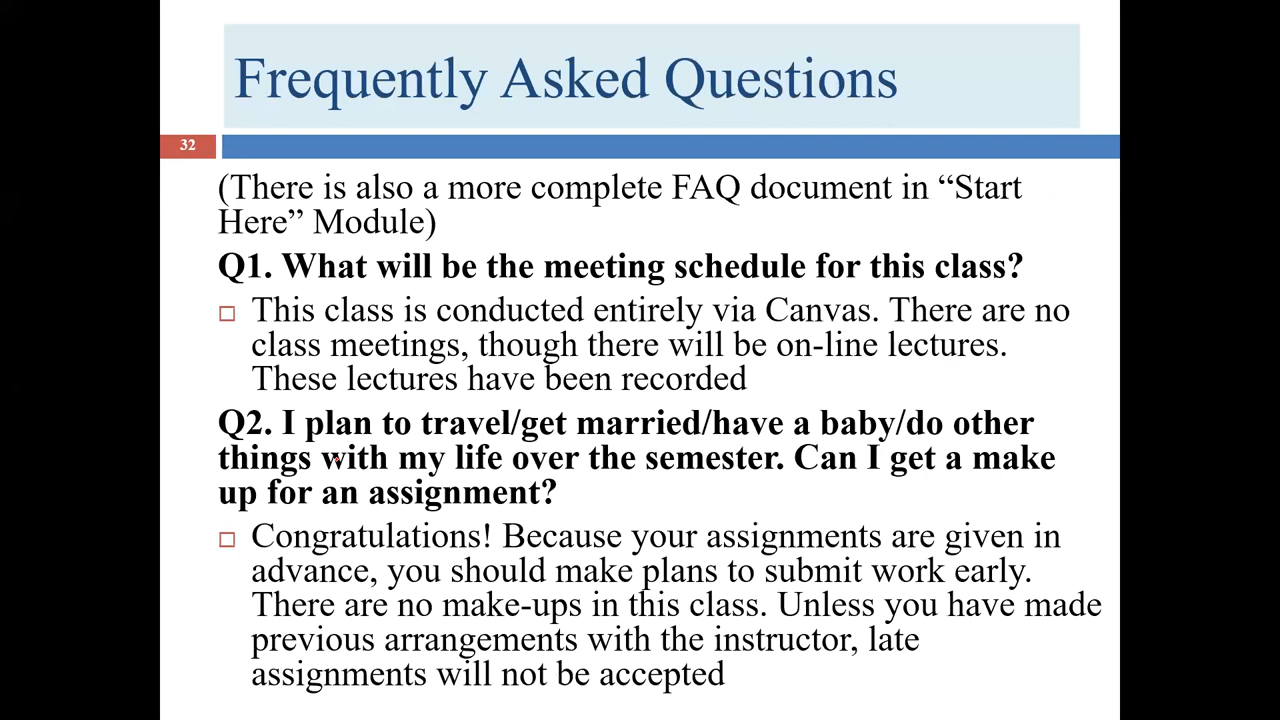 Frequently Asked Questions
32
(There is also a more complete FAQ document in “Start
Here” Module)
Q1. What will be the meeting schedule for this class?
This class is conducted entirely via Canvas. There are no
class meetings, though there will be on-line lectures.
These lectures have been recorded
Q2. I plan to travel/get married/have a baby/do other
things with my life over the semester. Can I get a make
up for an assignment?
Congratulations! Because your assignments are given in
advance, you should make plans to submit work early.
There are no make-ups in this class. Unless you have made
previous arrangements with the instructor, late
assignments will not be accepted